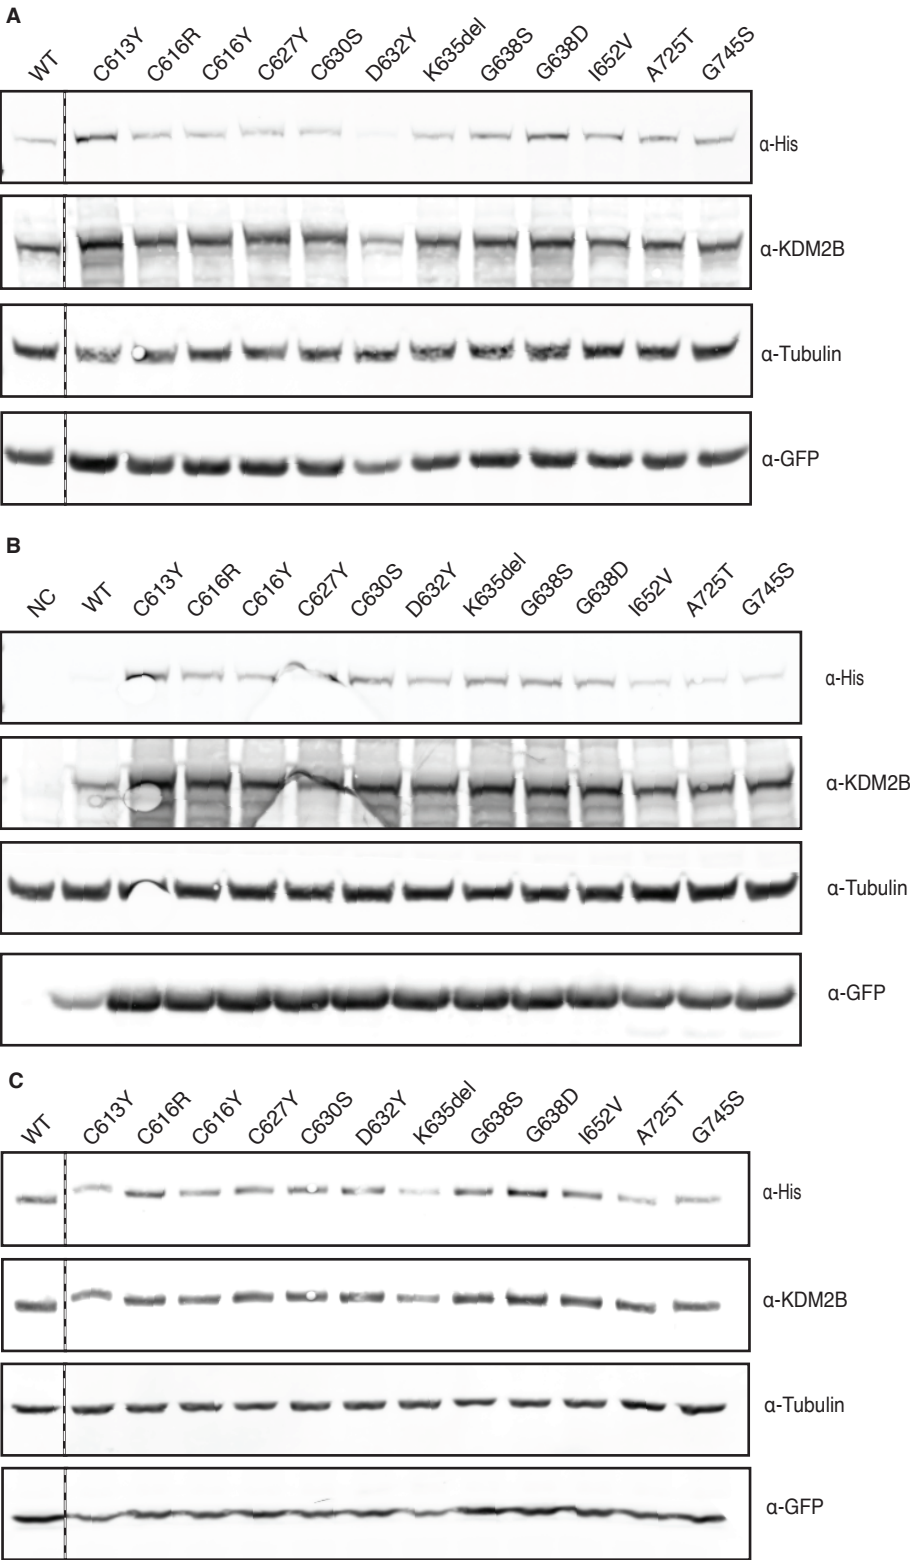 A
WT C613Y C616R C616Y C627Y C630S D632Y K635del G638S G638D I652V A725T G745S
α-His
α-KDM2B
α-Tubulin
α-GFP
B
NC WT C613Y C616R C616Y C627Y C630S D632Y K635del G638S G638D I652V A725T G745S
α-His
α-KDM2B
α-Tubulin
α-GFP
C
WT C613Y C616R C616Y C627Y C630S D632Y K635del G638S G638D I652V A725T G745S
α-His
α-KDM2B
α-Tubulin
α-GFP